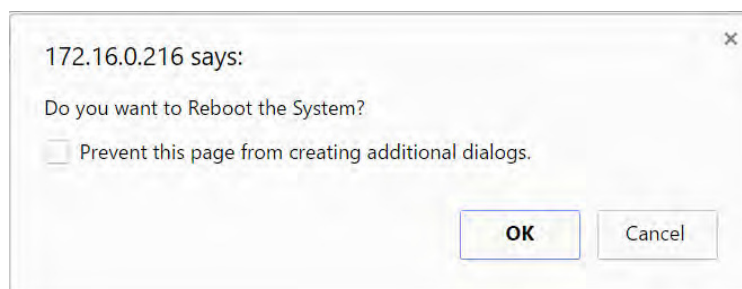 172.16.0.216 says:
Do you want to Reboot the System?
Prevent this page from creating additional dialogs.
OK Cancel